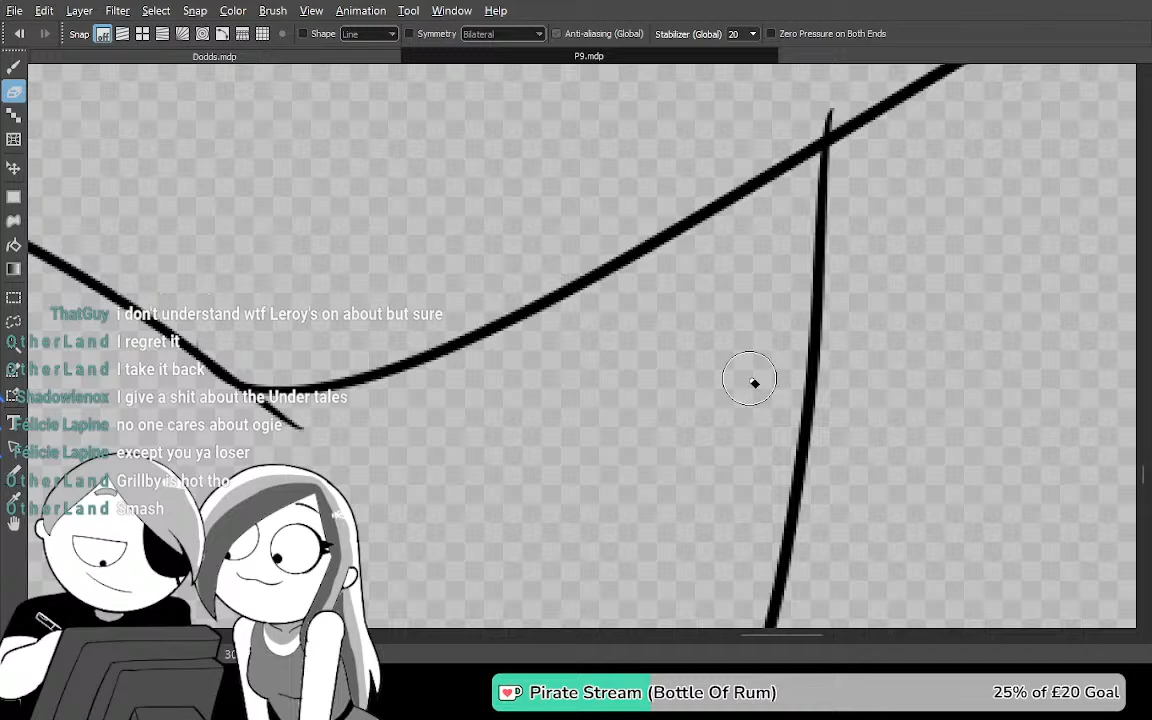 File Edit Layer Filter Select Snap Color Brush View Animation Tool Window Help
Snap off Shape Line Symmetry Bilateral Anti-aliasing (Global) Stabilizer (Global) 20 Zero Pressure on Both Ends
Dodds.mdp P9.mdp
ThatGuy i don't understand wtf Leroy's on about but sure
OtherLand I regret it
OtherLand I take it back
Shadowlenox I give a shit about the Under tales
Félicie Lapine no one cares about ogie
Félicie Lapine except you ya loser
OtherLand Grillby is hot tho
OtherLand Smash
Pirate Stream (Bottle Of Rum) 25% of £20 Goal